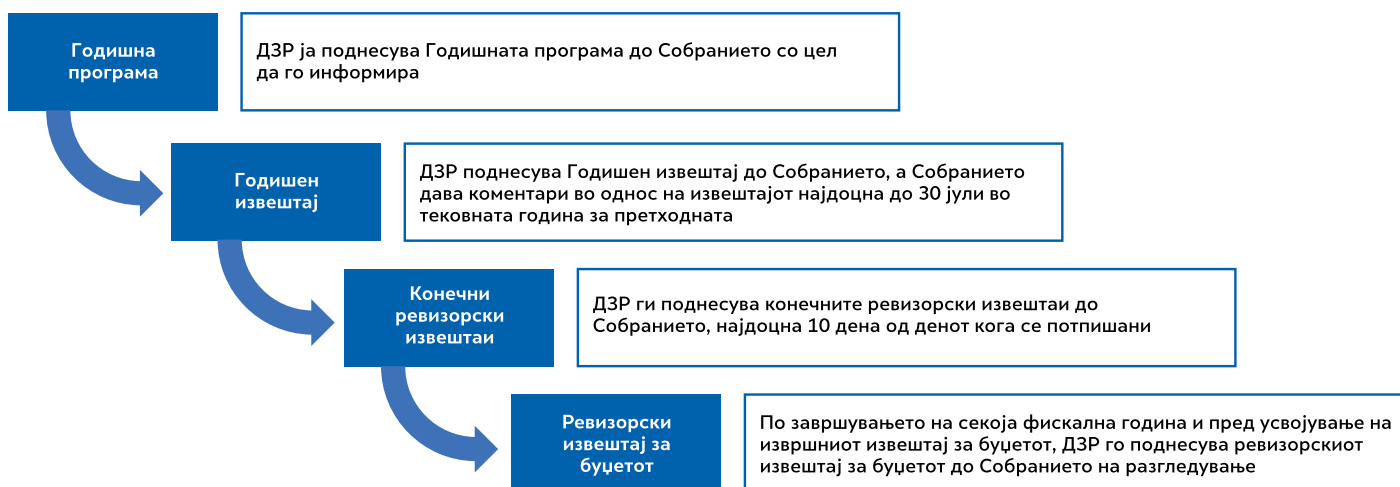 Годишна
програма
ДЗР ја поднесува Годишната програма до Собранието со цел
да го информира
Годишен
извештај
ДЗР поднесува Годишен извештај до Собранието, а Собранието
дава коментари во однос на извештајот најдоцна до 30 јули во
тековната година за претходната
Конечни
ревизорски
извештаи
ДЗР ги поднесува конечните ревизорски извештаи до
Собранието, најдоцна 10 дена од денот кога се потпишани
Ревизорски
извештај за
буџетот
По завршувањето на секоја фискална година и пред усвојување на
извршниот извештај за буџетот, ДЗР го поднесува ревизорскиот
извештај за буџетот до Собранието на разгледување